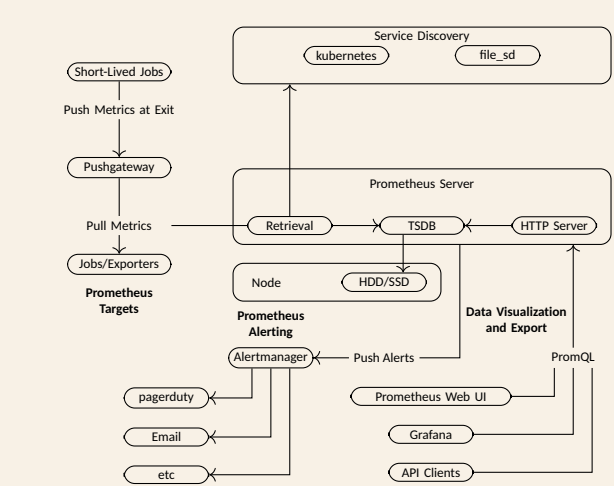 Service Discovery
kubernetes
file_sd
Short-Lived Jobs
Push Metrics at Exit
Pushgateway
Prometheus Server
Pull Metrics
Retrieval
TSDB
HTTP Server
Jobs/Exporters
Node
HDD/SSD
Prometheus
Targets
Prometheus
Alerting
Data Visualization
and Export
Alertmanager
Push Alerts
PromQL
pagerduty
Prometheus Web UI
Email
Grafana
etc
API Clients